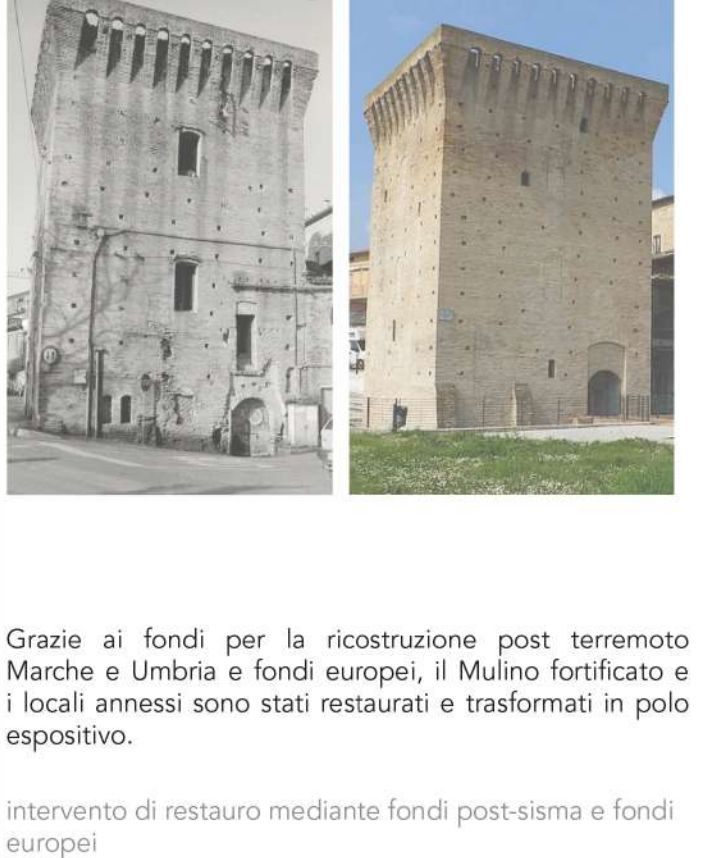 Grazie ai fondi per la ricostruzione post terremoto
Marche e Umbria e fondi europei, il Mulino fortificato e
i locali annessi sono stati restaurati e trasformati in polo
espositivo.
intervento di restauro mediante fondi post-sisma e fondi
europei